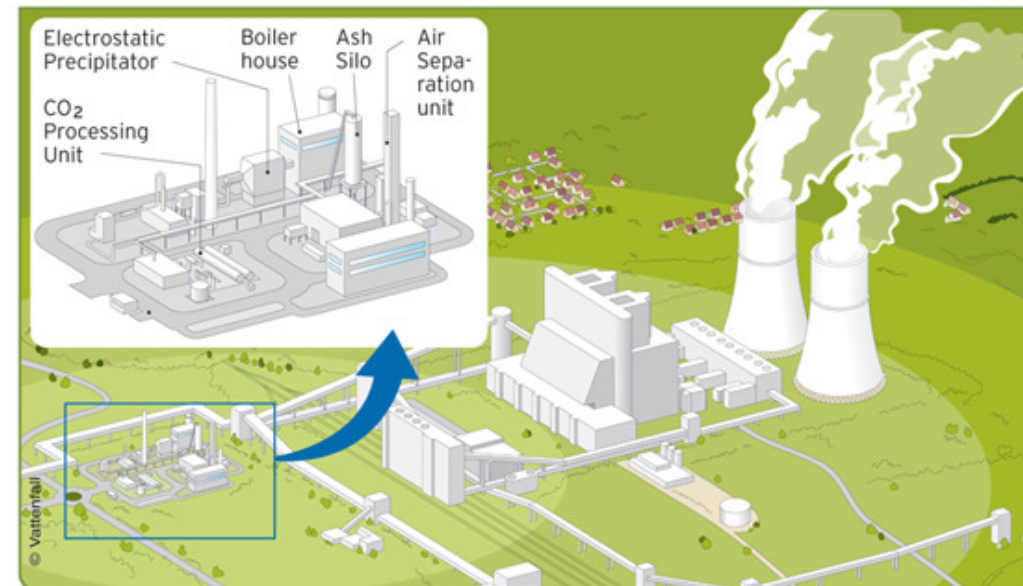 Electrostatic
Precipitator
Boiler
house
Ash
Silo
Air
Sepa-
ration
unit
CO₂
Processing
Unit
© Vattenfall